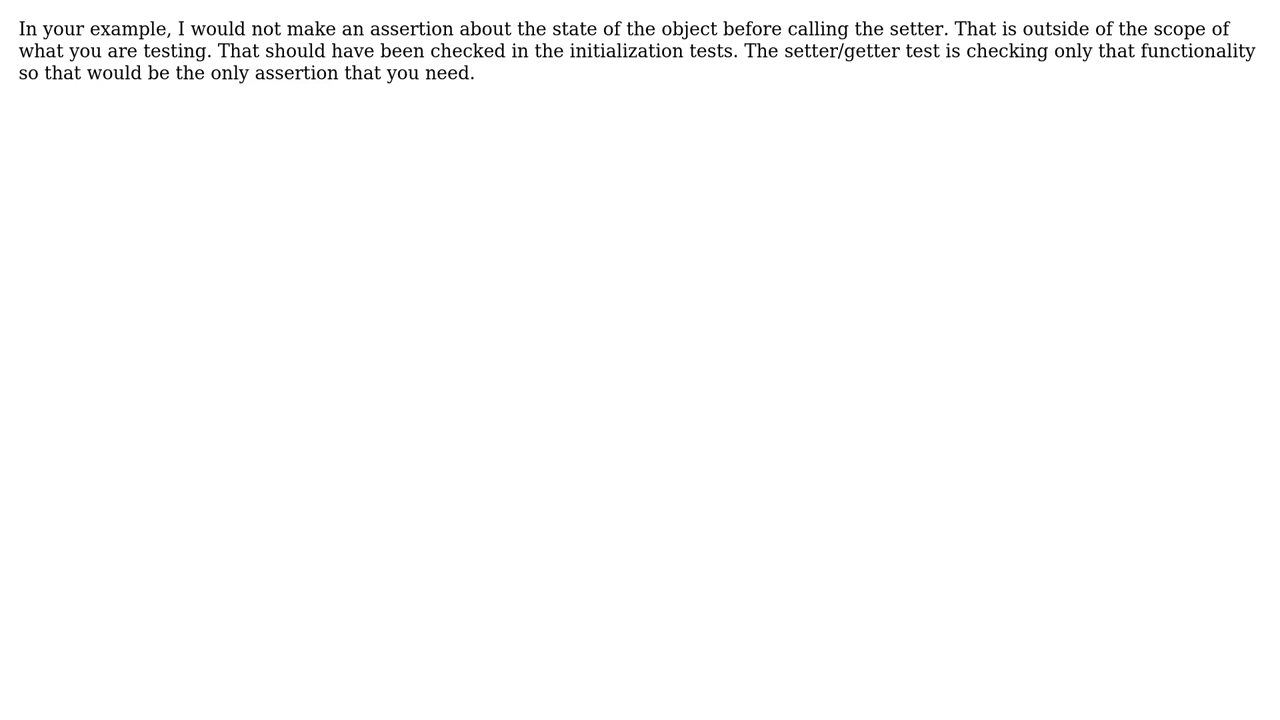 In your example, I would not make an assertion about the state of the object before calling the setter. That is outside of the scope of
what you are testing. That should have been checked in the initialization tests. The setter/getter test is checking only that functionality
so that would be the only assertion that you need.